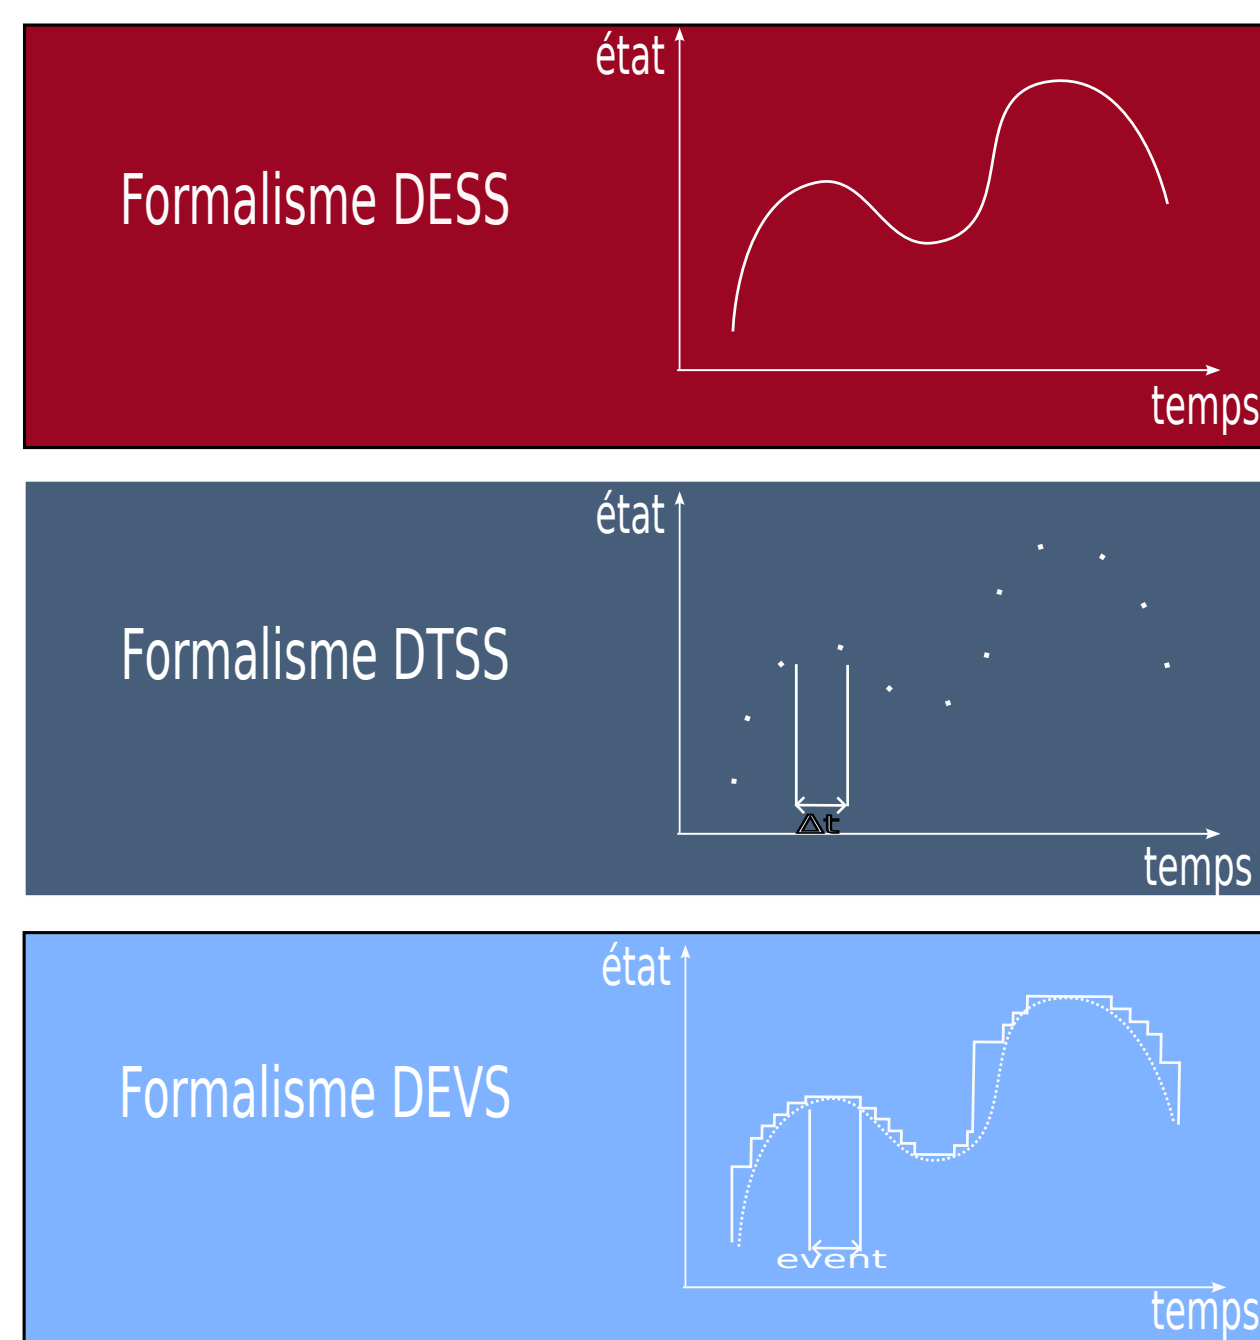 état
Formalisme DESS
temps
état
Formalisme DTSS
Δt
temps
état
Formalisme DEVS
event
temps